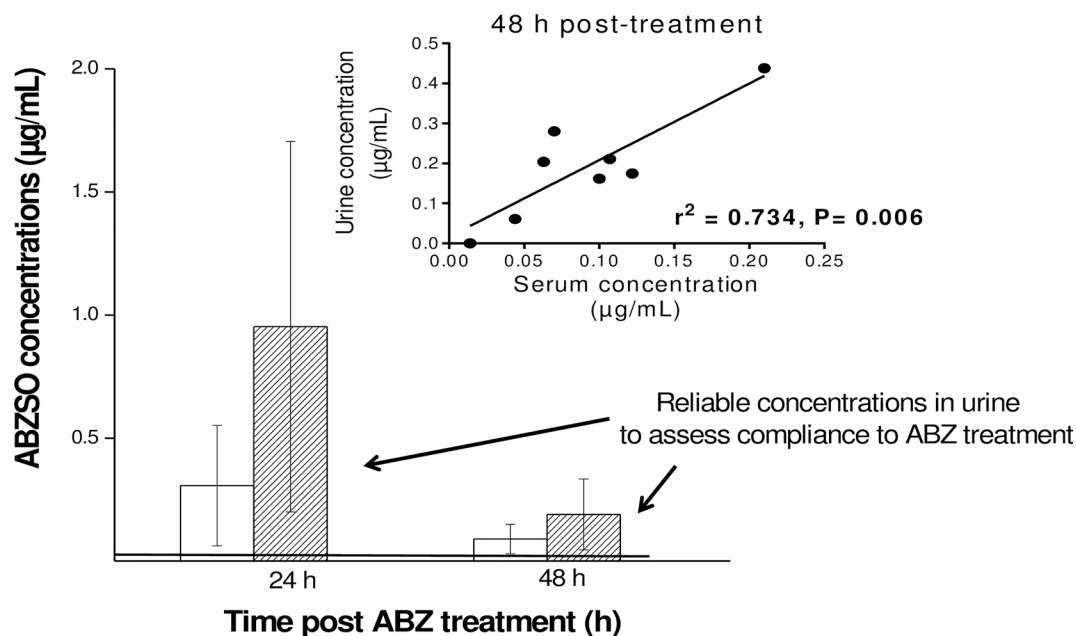 48 h post-treatment
Urine concentration
(µg/mL)
0.5
0.4
0.3
0.2
0.1
0.0
0.00 0.05 0.10 0.15 0.20 0.25
r² = 0.734, P= 0.006
Serum concentration
(µg/mL)
ABZSO concentrations (µg/mL)
2.0
1.5
1.0
0.5
Reliable concentrations in urine
to assess compliance to ABZ treatment
24 h 48 h
Time post ABZ treatment (h)